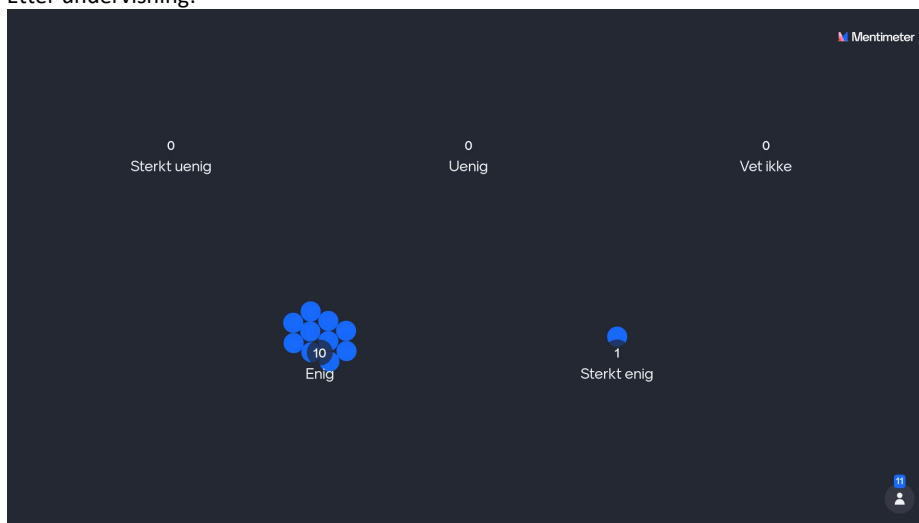 Etter undervisning:
Mentimeter
0 0 0
Sterkt uenig Uenig Vet ikke
10 1
Enig Sterkt enig
11